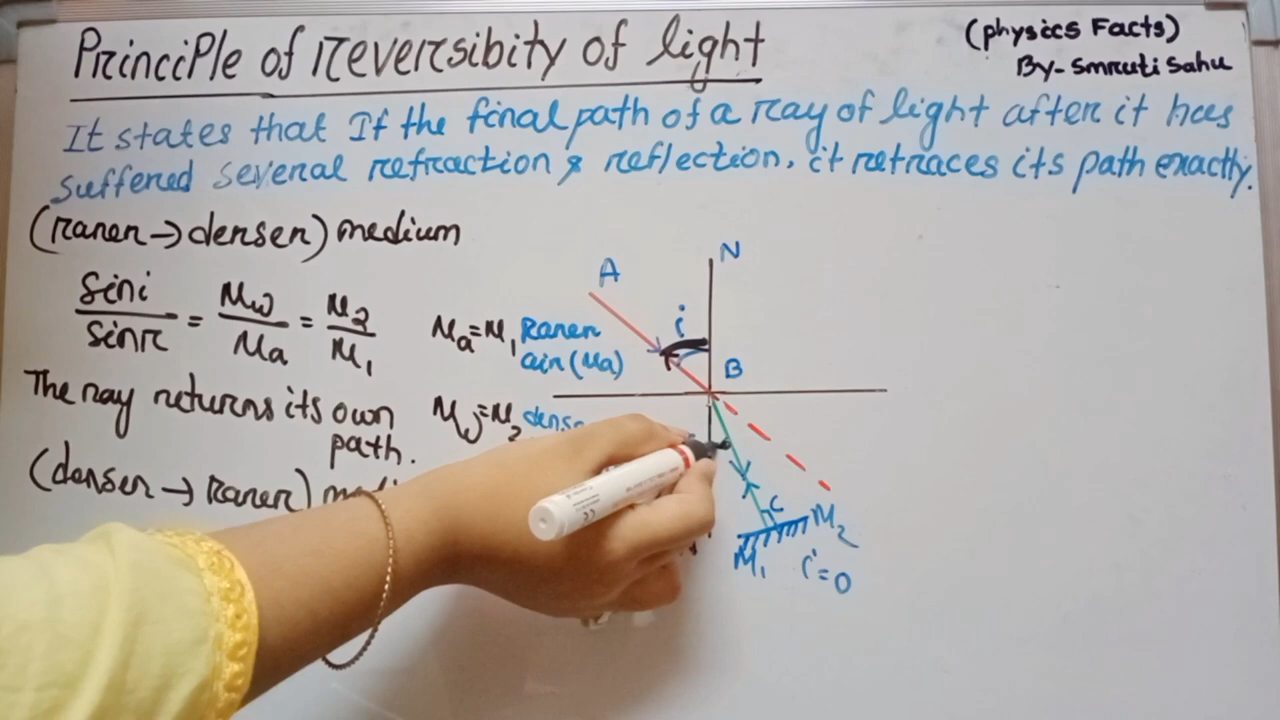 Principle of reversibity of light
(physics Facts)
By-Smruti Sahu
It states that If the final path of a ray of light after it has
suffered several refraction & reflection, it retraces its path exactly.
(rarer→denser) medium
sini/sinr = μw/μa = μ2/μ1
μa=μ1 Rarer
air(μa)
The ray returns its own
path.
μw=μ2
(denser → rarer)
N
A
i
B
C
M1
M2
i=0